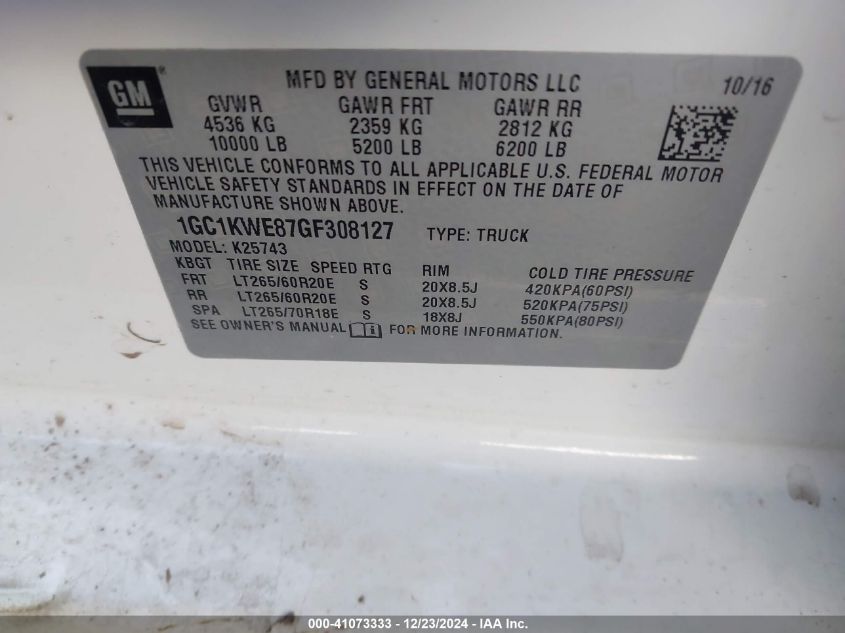 GM ® MFD BY GENERAL MOTORS LLC 10/16
GVWR GAWR FRT GAWR RR
4536 KG 2359 KG 2812 KG
10000 LB 5200 LB 6200 LB
THIS VEHICLE CONFORMS TO ALL APPLICABLE U.S. FEDERAL MOTOR
VEHICLE SAFETY STANDARDS IN EFFECT ON THE DATE OF
MANUFACTURE SHOWN ABOVE.
1GC1KWE87GF308127 TYPE: TRUCK
MODEL: K25743
KBGT TIRE SIZE SPEED RTG RIM COLD TIRE PRESSURE
FRT LT265/60R20E S 20X8.5J 420KPA(60PSI)
RR LT265/60R20E S 20X8.5J 520KPA(75PSI)
SPA LT265/70R18E S 18X8J 550KPA(80PSI)
SEE OWNER'S MANUAL FOR MORE INFORMATION.
000-41073333 - 12/23/2024 - IAA Inc.